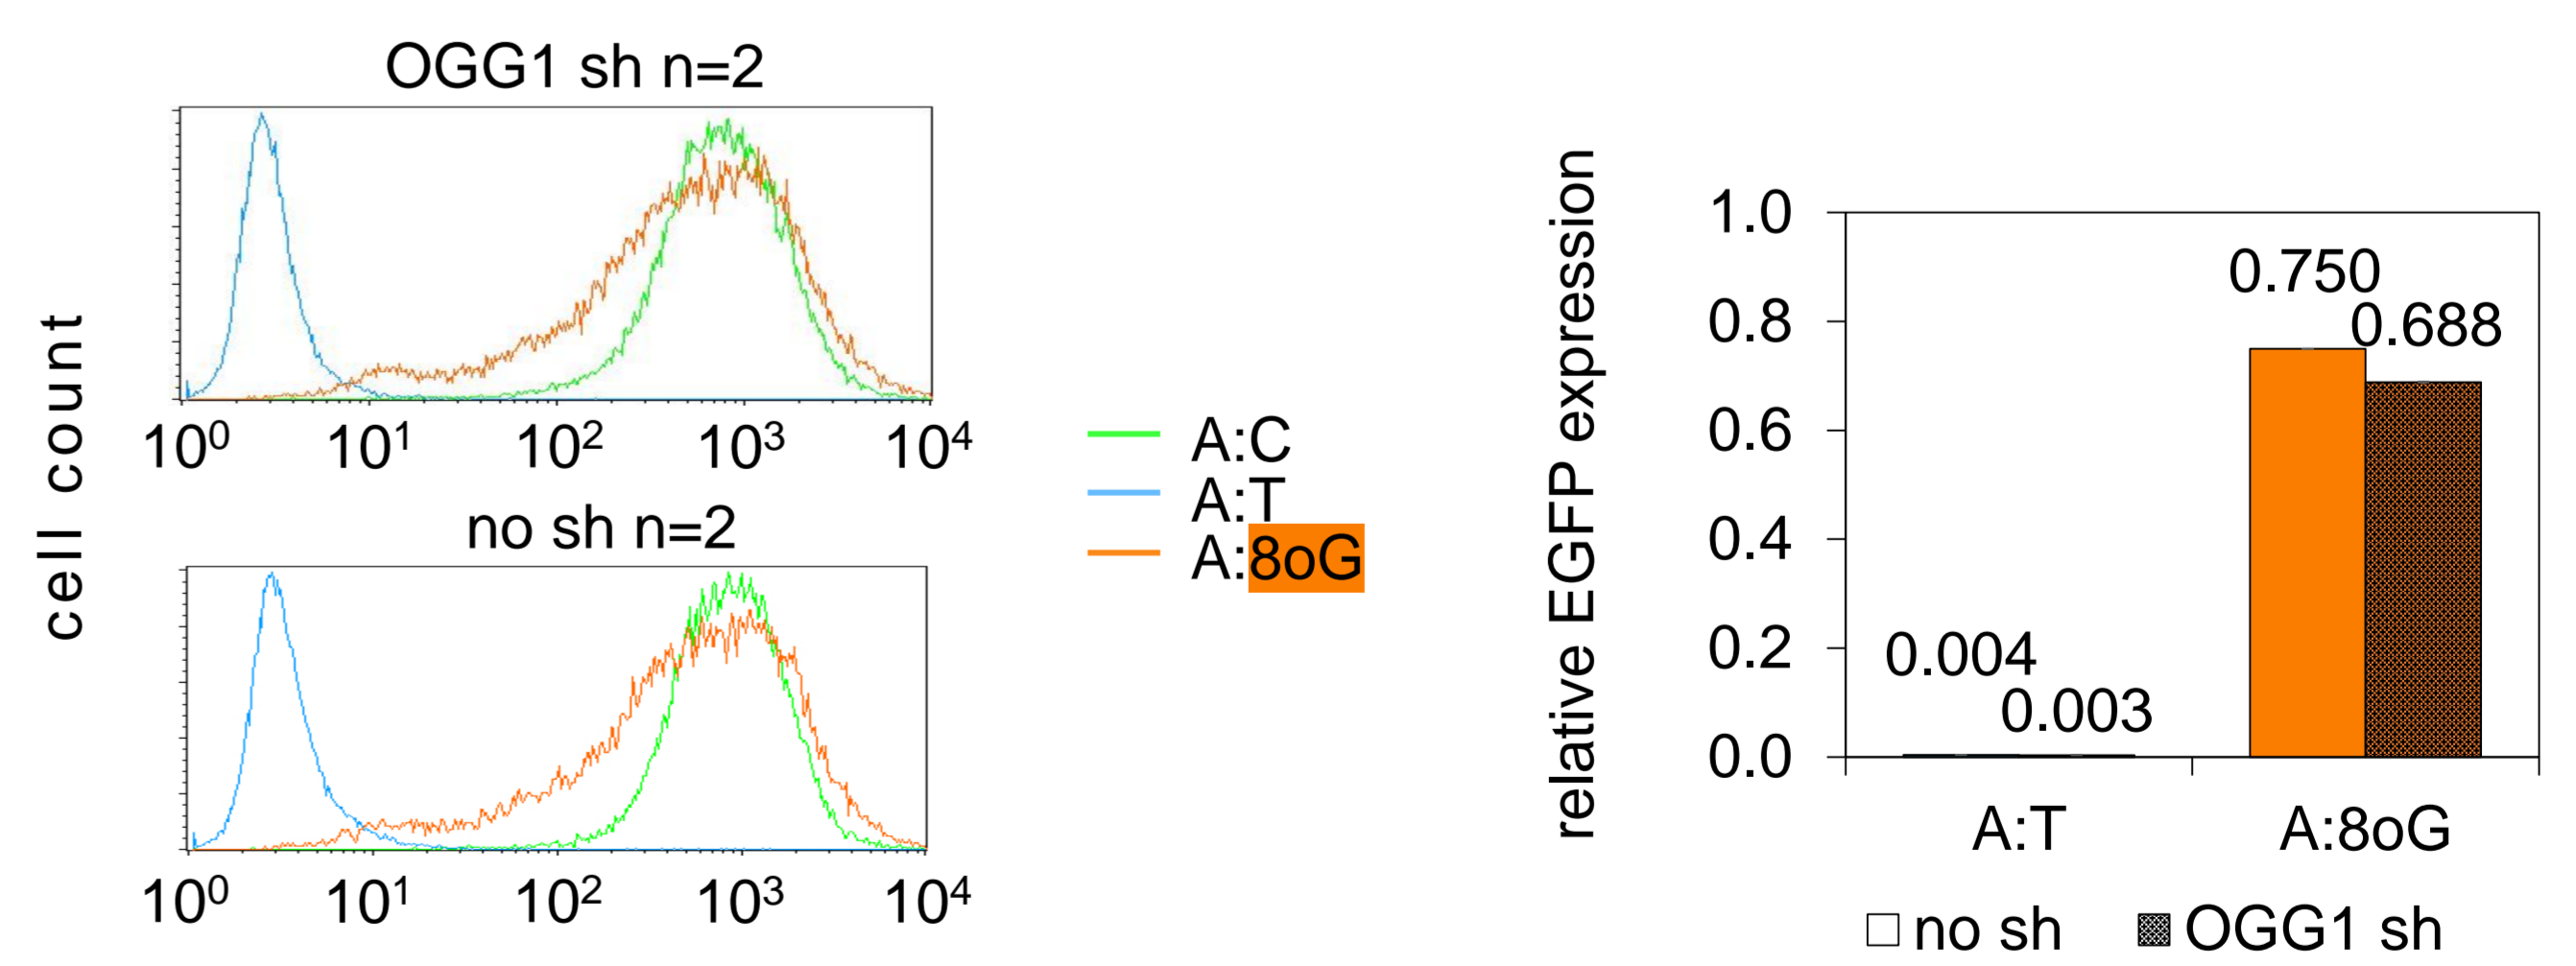 OGG1 sh n=2
cell count
10⁰ 10¹ 10² 10³ 10⁴
no sh n=2
10⁰ 10¹ 10² 10³ 10⁴
A:C
A:T
A:8oG
relative EGFP expression
1.0
0.8
0.6
0.4
0.2
0.0
0.004
0.003
0.750
0.688
A:T A:8oG
no sh OGG1 sh